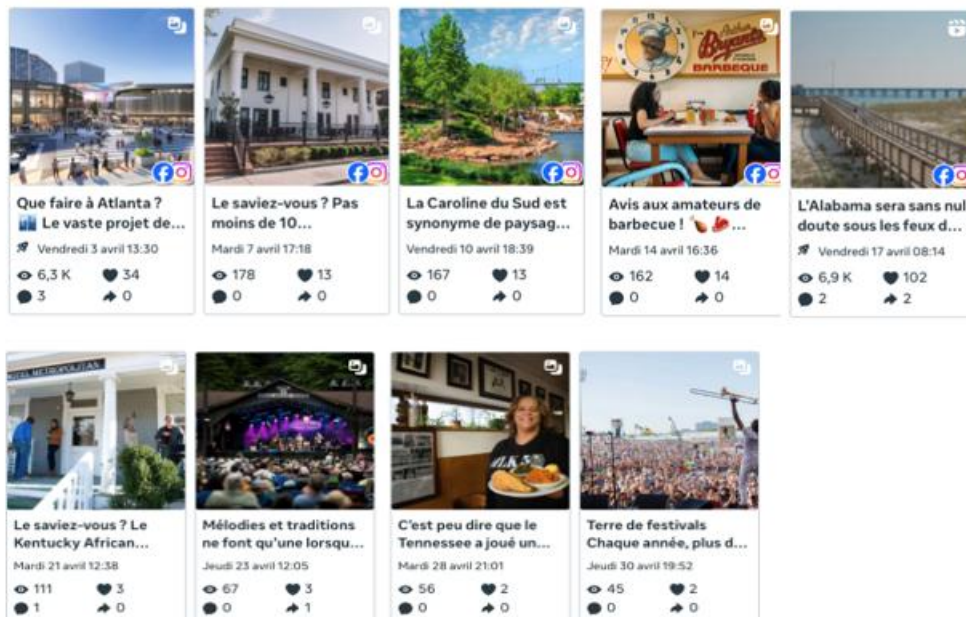 Arthur
Bryant's
BARBEQUE
Que faire à Atlanta ?
🏙️ Le vaste projet de...
Vendredi 3 avril 13:30
6,3 K 34
3 0
Le saviez-vous ? Pas
moins de 10...
Mardi 7 avril 17:18
178 13
0 0
La Caroline du Sud est
synonyme de paysag...
Vendredi 10 avril 18:39
167 13
0 0
Avis aux amateurs de
barbecue ! 🍗 🥩...
Mardi 14 avril 16:36
162 14
0 0
L'Alabama sera sans nul
doute sous les feux d...
Vendredi 17 avril 08:14
6,9 K 102
2 2
HOTEL METROPOLITAN
Le saviez-vous ? Le
Kentucky African...
Mardi 21 avril 12:38
111 3
1 0
Mélodies et traditions
ne font qu'une lorsqu...
Jeudi 23 avril 12:05
67 3
0 1
C'est peu dire que le
Tennessee a joué un...
Mardi 28 avril 21:01
56 2
0 0
Terre de festivals
Chaque année, plus d...
Jeudi 30 avril 19:52
45 2
0 0